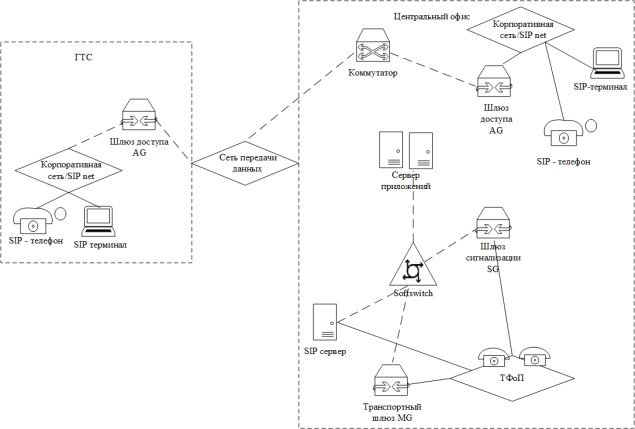 ГТС
Шлюз доступа
AG
Корпоративная
сеть/SIP net
SIP - телефон
SIP терминал
Сеть передачи
данных
Центральный офис
Корпоративная
сеть/SIP net
Коммутатор
Шлюз
доступа
AG
SIP-терминал
SIP - телефон
Сервер
приложений
Шлюз
сигнализации
SG
Softswitch
SIP сервер
Транспортный
шлюз MG
ТФоП